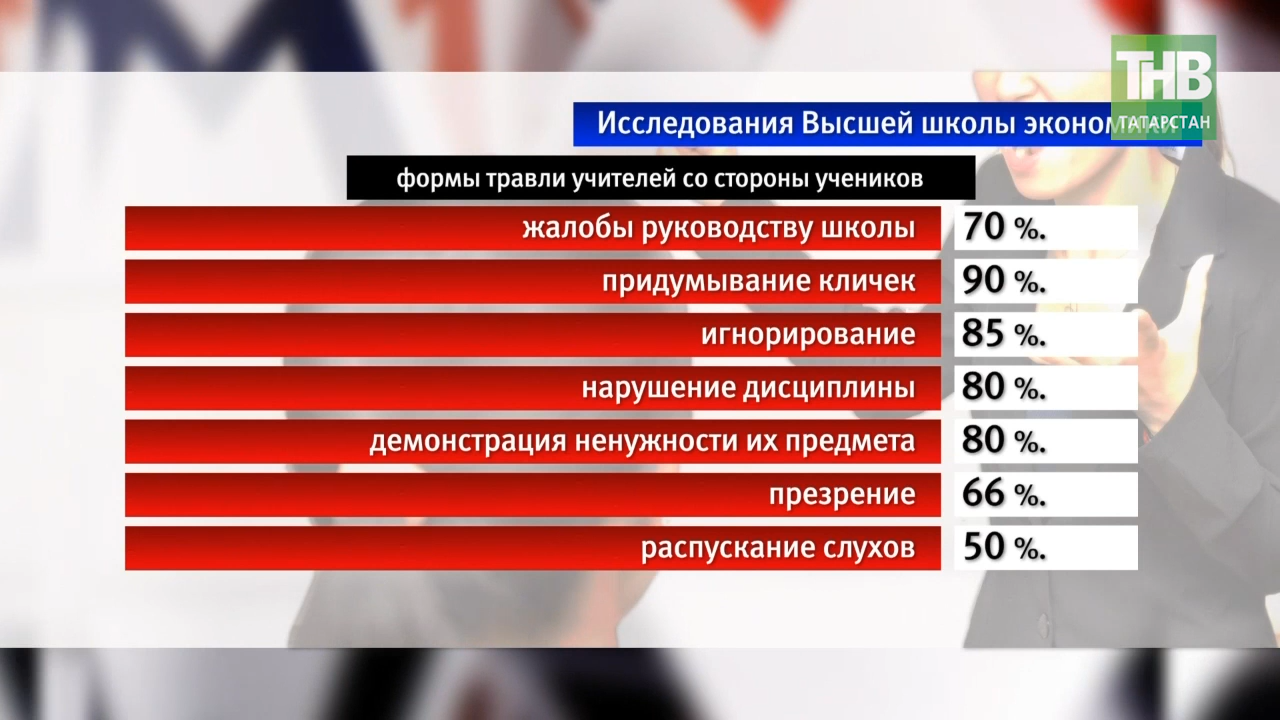 ТНВ
ТАТАРСТАН
Исследования Высшей школы
формы травли учителей со стороны учеников
жалобы руководству школы 70 %.
придумывание кличек 90 %.
игнорирование 85 %.
нарушение дисциплины 80 %.
демонстрация ненужности их предмета 80 %.
презрение 66 %.
распускание слухов 50 %.